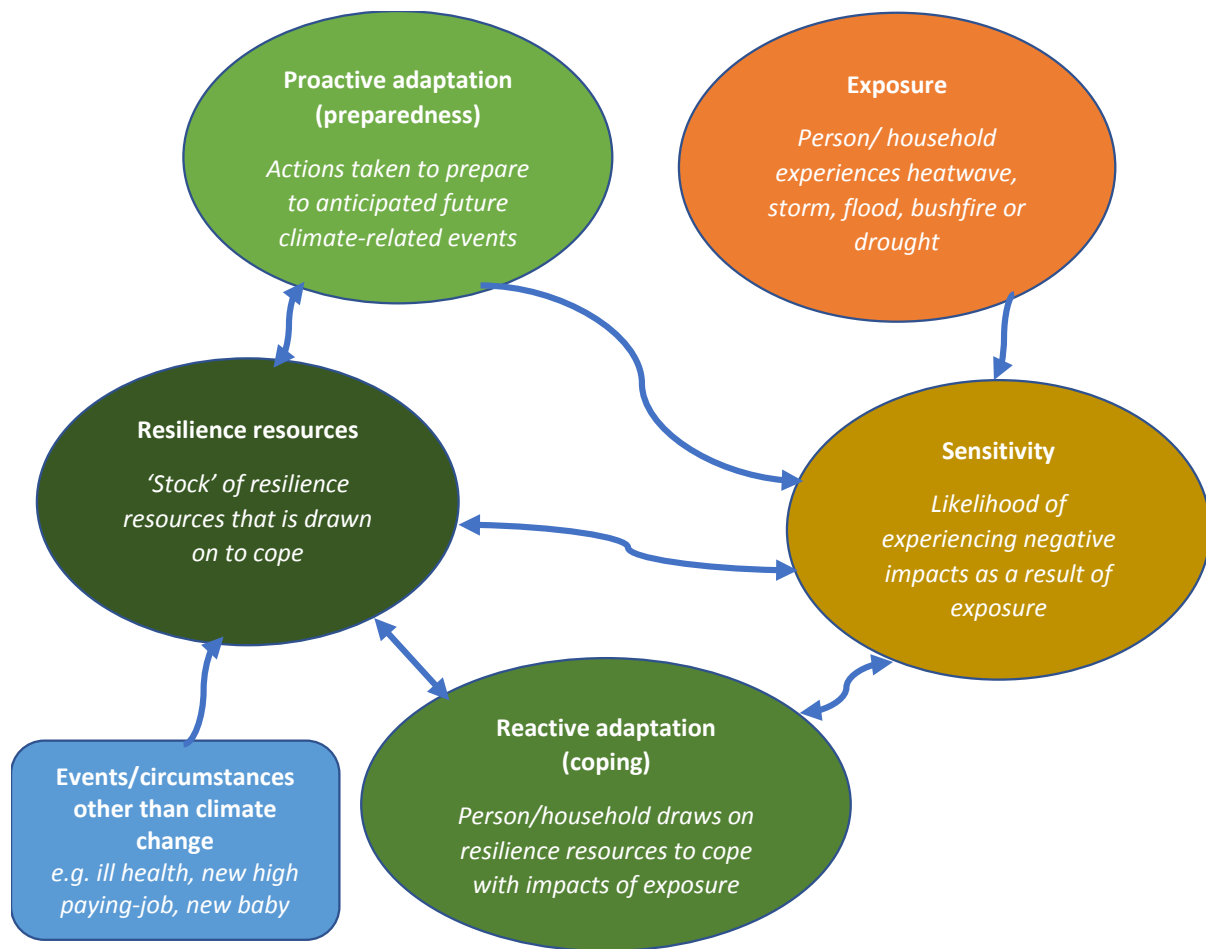 Proactive adaptation
(preparedness)
Actions taken to prepare
to anticipated future
climate-related events
Exposure
Person/ household
experiences heatwave,
storm, flood, bushfire or
drought
Resilience resources
‘Stock’ of resilience
resources that is drawn
on to cope
Sensitivity
Likelihood of
experiencing negative
impacts as a result of
exposure
Reactive adaptation
(coping)
Person/household draws on
resilience resources to cope
with impacts of exposure
Events/circumstances
other than climate
change
e.g. ill health, new high
paying-job, new baby